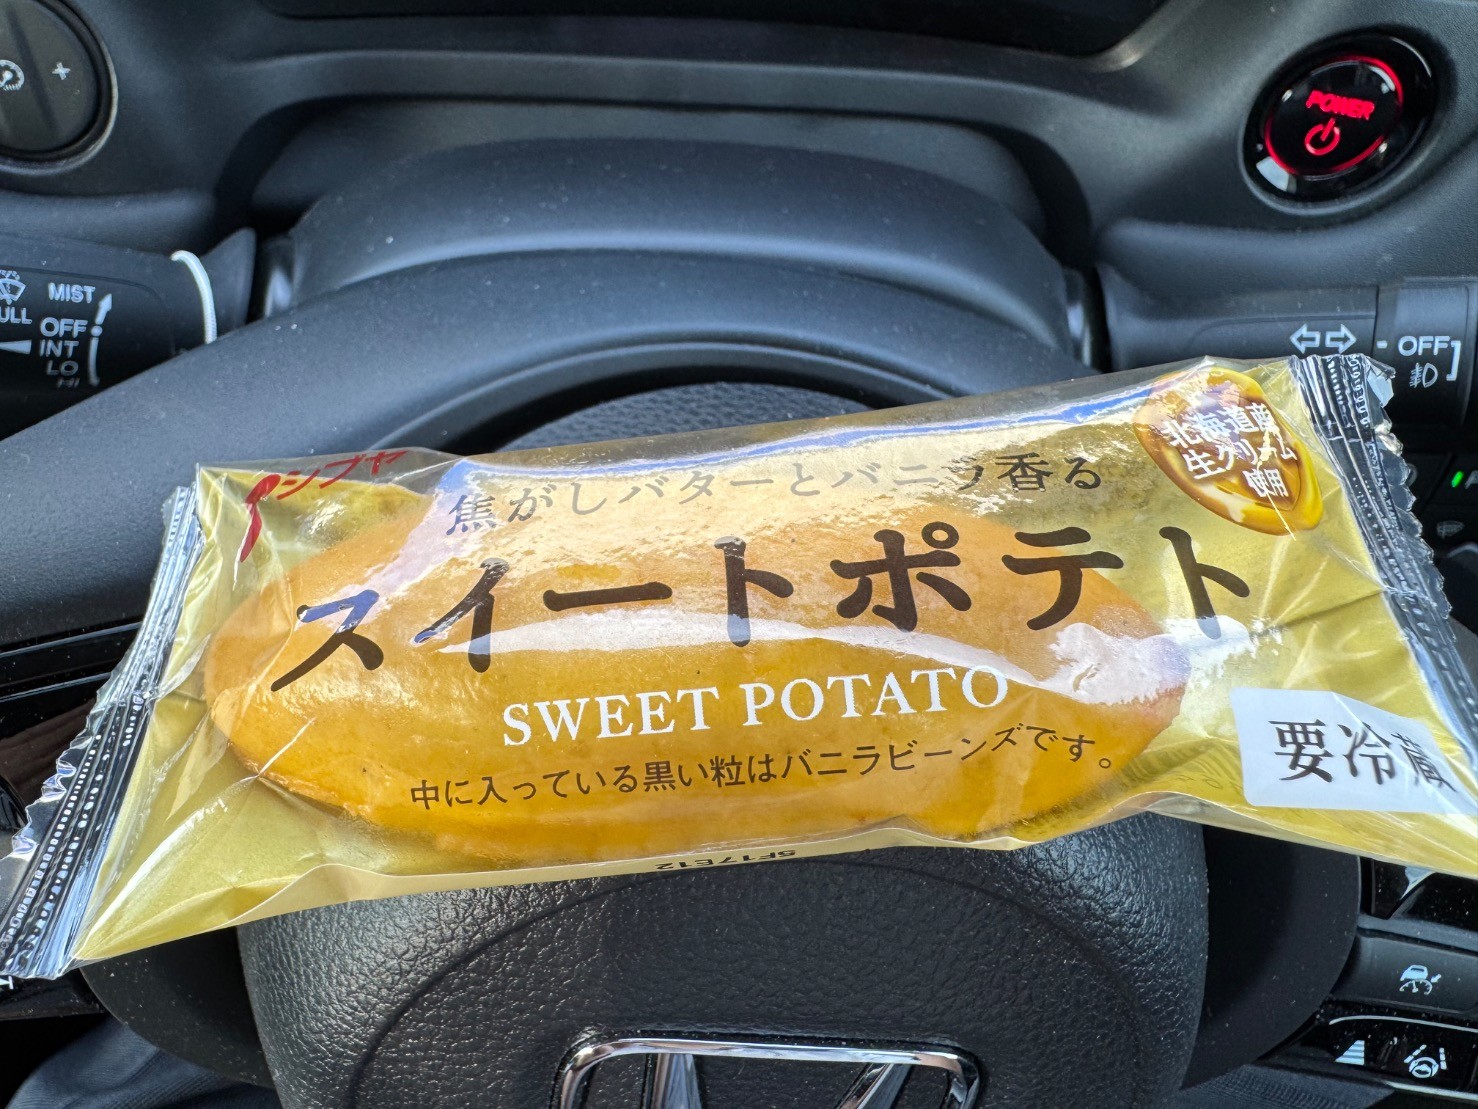 +
POWER
MIST
OFF
INT
LO
HI
OFF
シブヤ
焦がしバターとバニラ香る
北海道産
生クリーム
使用
スイートポテト
SWEET POTATO
中に入っている黒い粒はバニラビーンズです。
要冷蔵
SF17E12